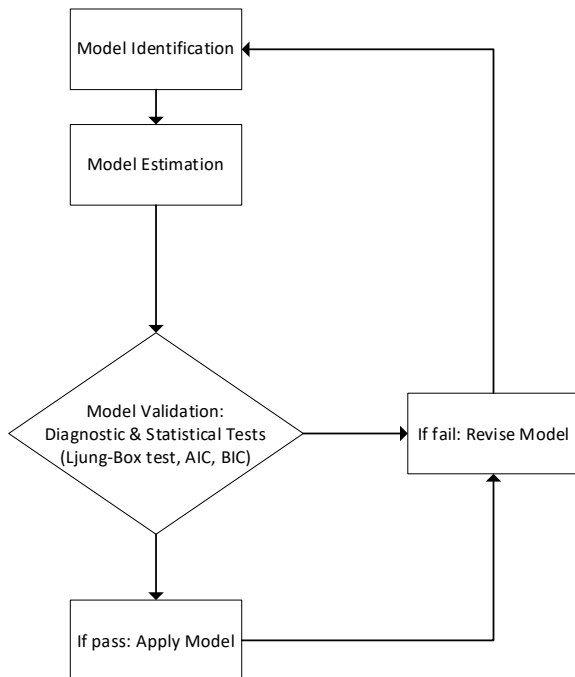 Model Identification
Model Estimation
Model Validation:
Diagnostic & Statistical Tests
(Ljung-Box test, AIC, BIC)
If fail: Revise Model
If pass: Apply Model